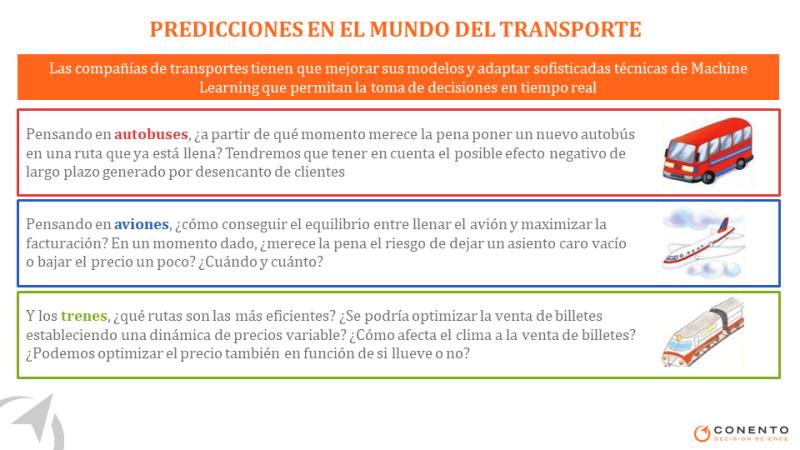 PREDICCIONES EN EL MUNDO DEL TRANSPORTE
Las compañías de transportes tienen que mejorar sus modelos y adaptar sofisticadas técnicas de Machine
Learning que permitan la toma de decisiones en tiempo real
Pensando en autobuses, ¿a partir de qué momento merece la pena poner un nuevo autobús
en una ruta que ya está llena? Tendremos que tener en cuenta el posible efecto negativo de
largo plazo generado por desencanto de clientes
Pensando en aviones, ¿cómo conseguir el equilibrio entre llenar el avión y maximizar la
facturación? En un momento dado, ¿merece la pena el riesgo de dejar un asiento caro vacío
o bajar el precio un poco? ¿Cuándo y cuánto?
Y los trenes, ¿qué rutas son las más eficientes? ¿Se podría optimizar la venta de billetes
estableciendo una dinámica de precios variable? ¿Cómo afecta el clima a la venta de billetes?
¿Podemos optimizar el precio también en función de si llueve o no?
CONENTO
DECISION SCIENCE